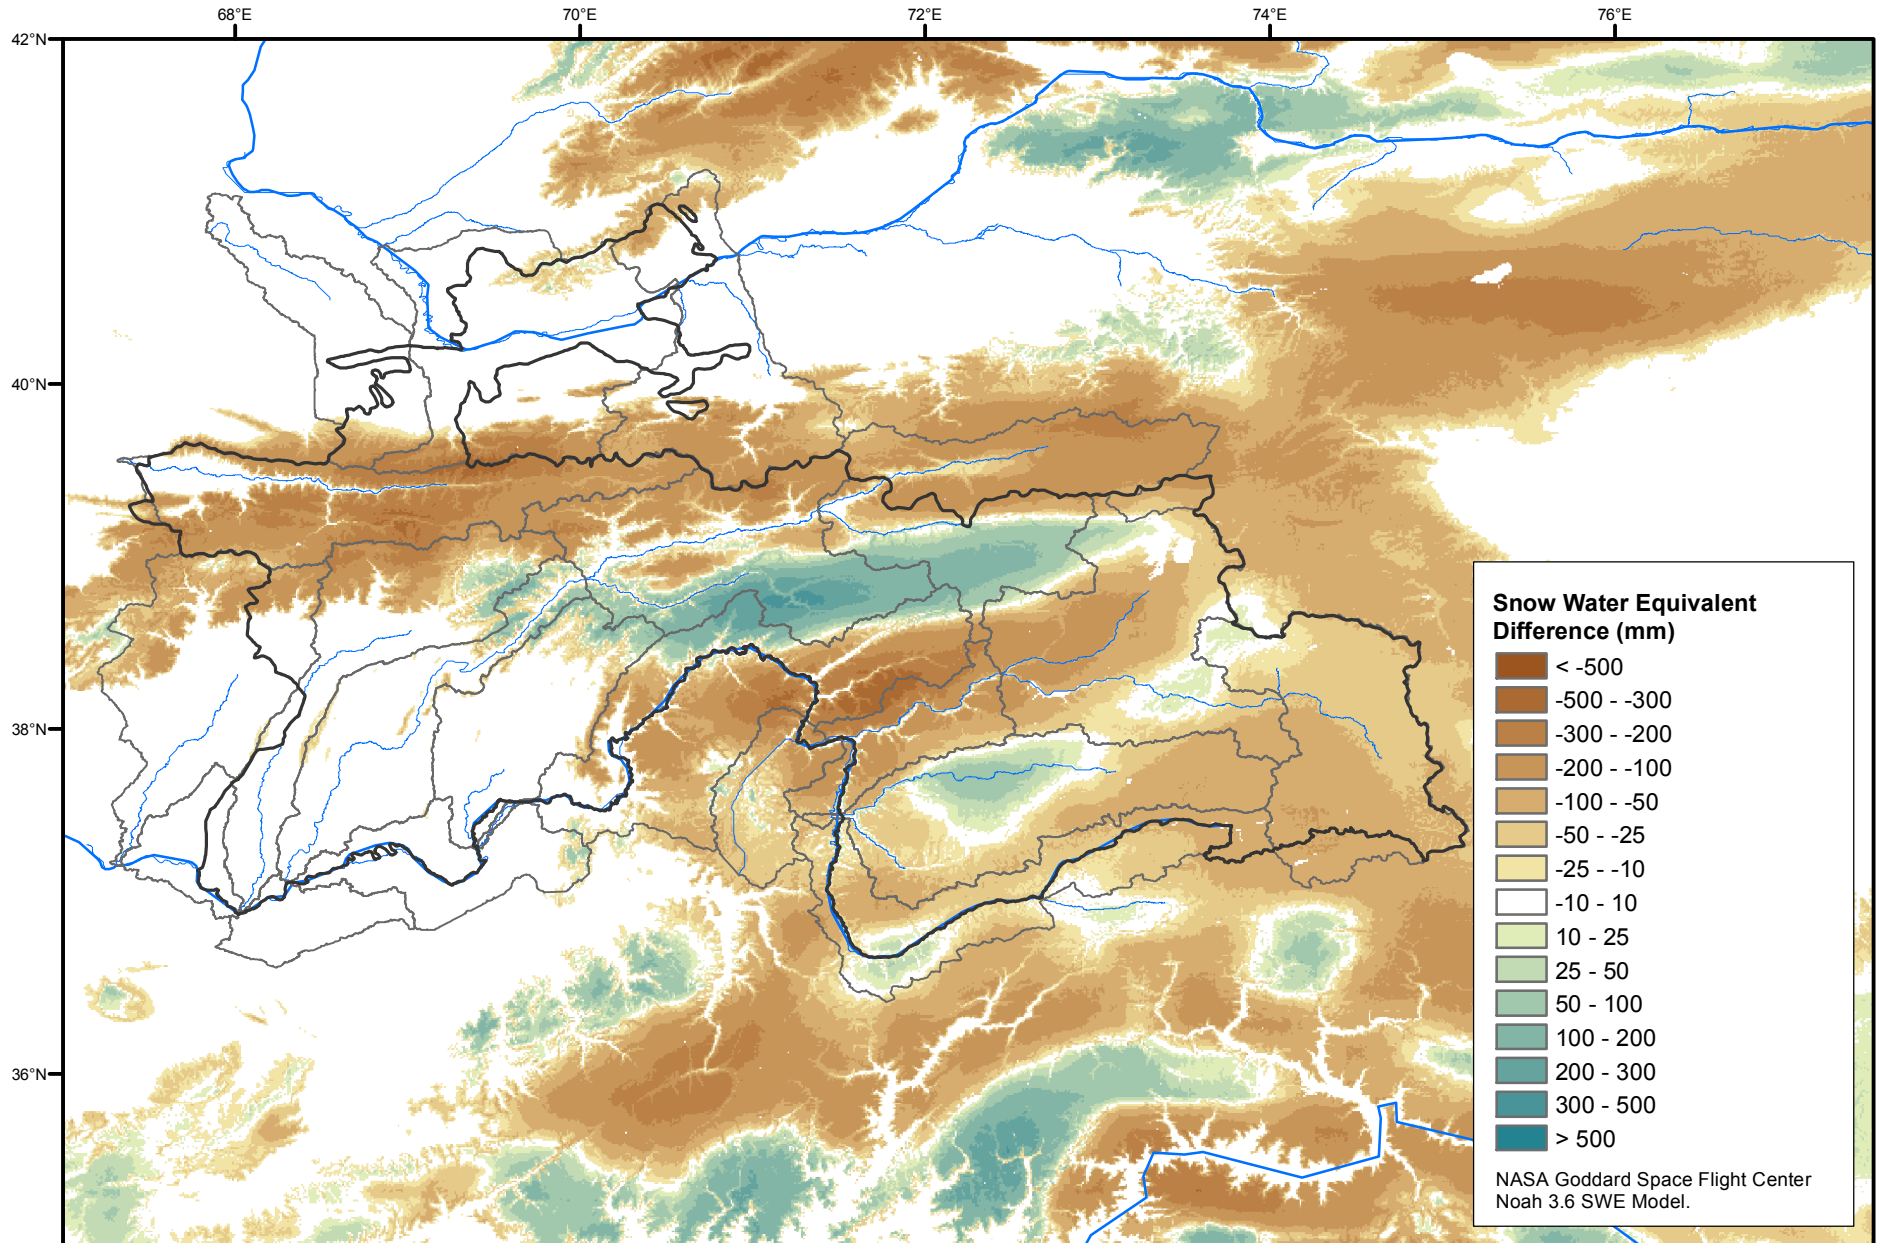 68°E
70°E
72°E
74°E
76°E
42°N
40°N
38°N
36°N
Snow Water Equivalent
Difference (mm)
< -500
-500 - -300
-300 - -200
-200 - -100
-100 - -50
-50 - -25
-25 - -10
-10 - 10
10 - 25
25 - 50
50 - 100
100 - 200
200 - 300
300 - 500
> 500
NASA Goddard Space Flight Center
Noah 3.6 SWE Model.